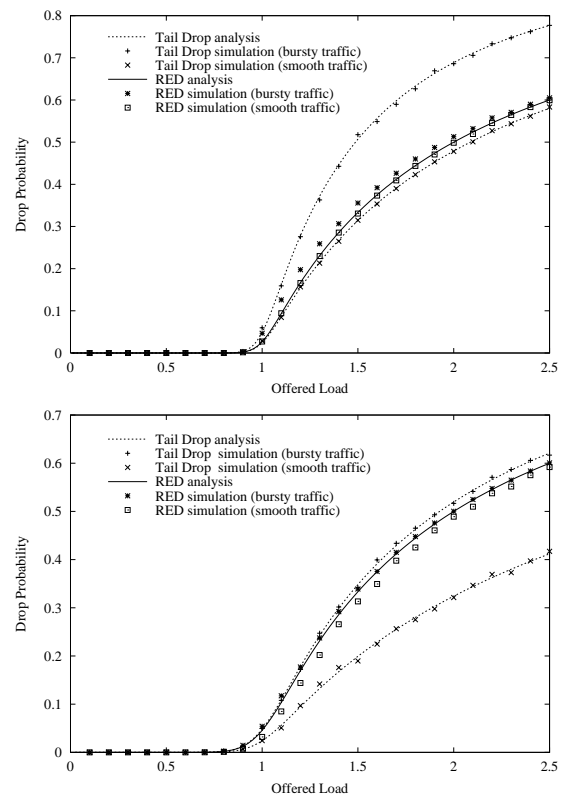 0.8
0.7
0.6
0.5
0.4
0.3
0.2
0.1
0
Drop Probability
Tail Drop analysis
Tail Drop simulation (bursty traffic)
Tail Drop simulation (smooth traffic)
RED analysis
RED simulation (bursty traffic)
RED simulation (smooth traffic)
0 0.5 1 1.5 2 2.5
Offered Load
0.7
0.6
0.5
0.4
0.3
0.2
0.1
0
Drop Probability
Tail Drop analysis
Tail Drop simulation (bursty traffic)
Tail Drop simulation (smooth traffic)
RED analysis
RED simulation (bursty traffic)
RED simulation (smooth traffic)
0 0.5 1 1.5 2 2.5
Offered Load